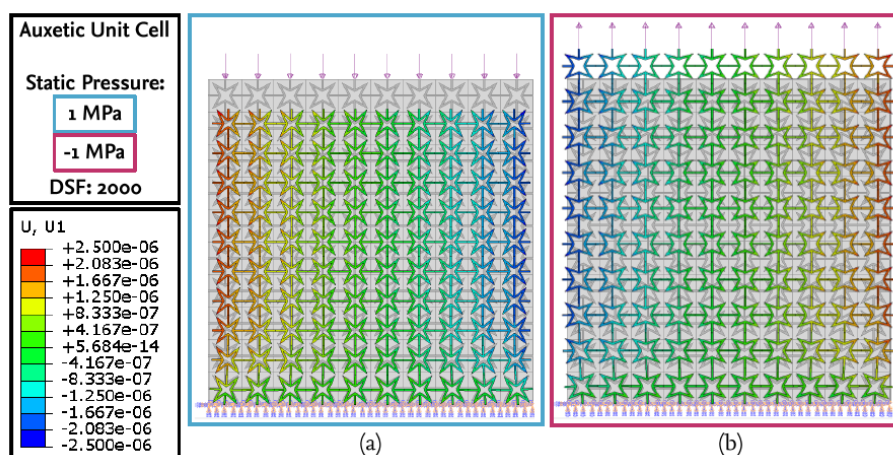 Auxetic Unit Cell
Static Pressure:
1 MPa
-1 MPa
DSF: 2000
U, U1
+2.500e-06
+2.083e-06
+1.667e-06
+1.250e-06
+8.333e-07
+4.167e-07
+5.684e-14
-4.167e-07
-8.333e-07
-1.250e-06
-1.667e-06
-2.083e-06
-2.500e-06
(a)
(b)